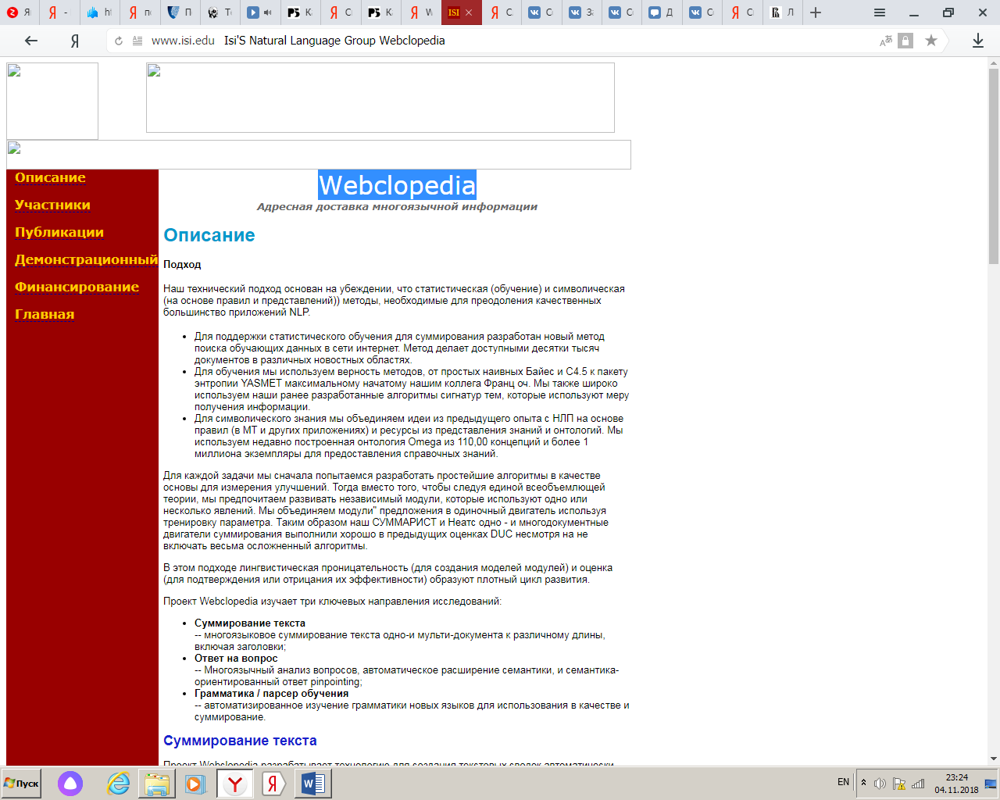 Я
-
hl
п
П
Т
К
С
К
W
ISI
С
С
З
С
Д
С
С
Л
www.isi.edu Isi'S Natural Language Group Webclopedia
Описание
Участники
Публикации
Демонстрационный
Финансирование
Главная
Webclopedia
Адресная доставка многоязычной информации
Описание
Подход
Наш технический подход основан на убеждении, что статистическая (обучение) и символическая
(на основе правил и представлений)) методы, необходимые для преодоления качественных
большинство приложений NLP.
• Для поддержки статистического обучения для суммирования разработан новый метод
поиска обучающих данных в сети интернет. Метод делает доступными десятки тысяч
документов в различных новостных областях.
• Для обучения мы используем верность методов, от простых наивных Байес и C4.5 к пакету
энтропии YASMET максимальному начатому нашим коллега Франц оч. Мы также широко
используем наши ранее разработанные алгоритмы сигнатур тем, которые используют меру
получения информации.
• Для символического знания мы объединяем идеи из предыдущего опыта с НЛП на основе
правил (в МТ и других приложениях) и ресурсы из представления знаний и онтологий. Мы
используем недавно построенная онтология Omega из 110,00 концепций и более 1
миллиона экземпляры для предоставления справочных знаний.
Для каждой задачи мы сначала попытаемся разработать простейшие алгоритмы в качестве
основы для измерения улучшений. Тогда вместо того, чтобы следуя единой всеобъемлющей
теории, мы предпочитаем развивать независимый модули, которые используют одно или
несколько явлений. Мы объединяем модули" предложения в одиночный двигатель используя
тренировку параметра. Таким образом наш СУММАРИСТ и Неатс одно - и многодокументные
двигатели суммирования выполнили хорошо в предыдущих оценках DUC несмотря на не
включать весьма осложненный алгоритмы.
В этом подходе лингвистическая проницательность (для создания моделей модулей) и оценка
(для подтверждения или отрицания их эффективности) образуют плотный цикл развития.
Проект Webclopedia изучает три ключевых направления исследований:
• Суммирование текста
-- многоязыковое суммирование текста одно-и мульти-документа к различному длины,
включая заголовки;
• Ответ на вопрос
-- Многоязычный анализ вопросов, автоматическое расширение семантики, и семантика-
ориентированный ответ pinpointing;
• Грамматика / парсер обучения
-- автоматизированное изучение грамматики новых языков для использования в качестве и
суммирование.
Суммирование текста
Проект Webclopedia разрабатывает технологию для создания текстовых сводок автоматически
Пуск
EN
23:24
04.11.2018